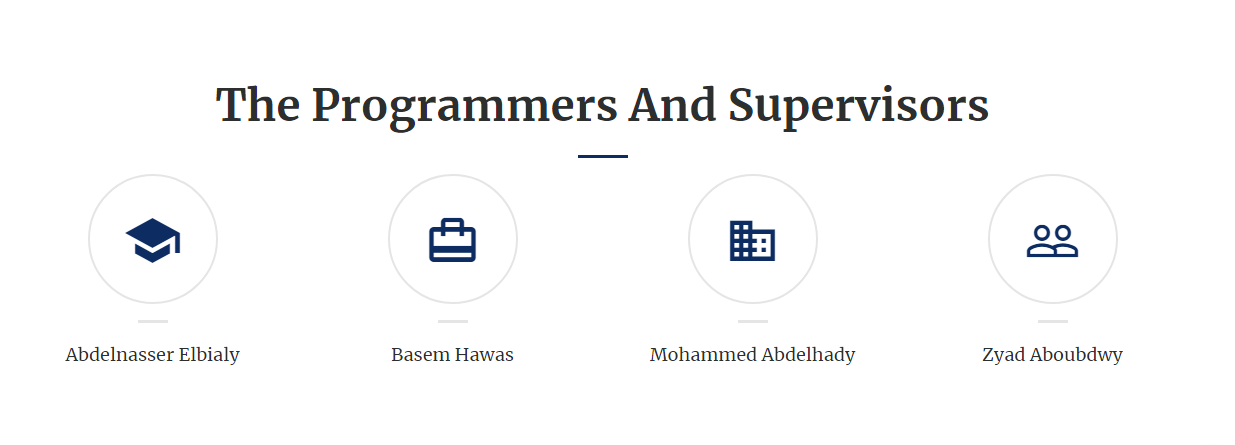 The Programmers And Supervisors
Abdelnasser Elbialy
Basem Hawas
Mohammed Abdelhady
Zyad Aboubdwy